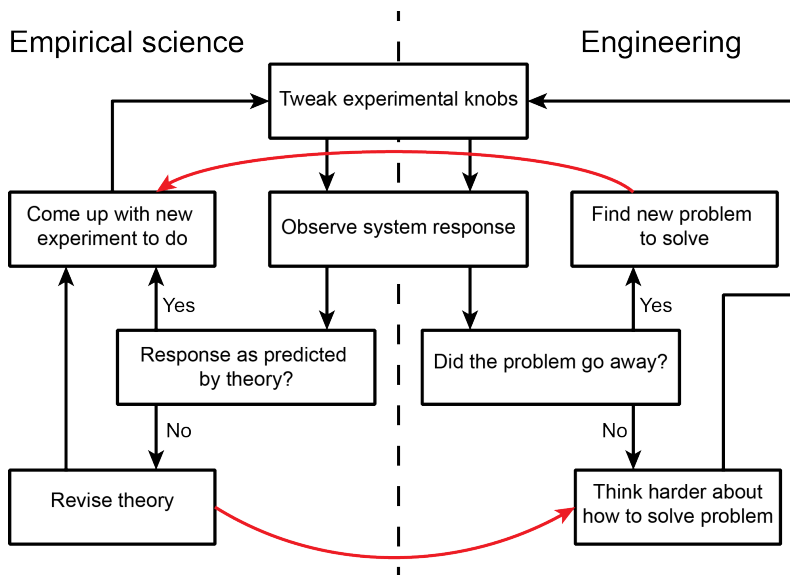 Empirical science
Engineering
Tweak experimental knobs
Come up with new
experiment to do
Observe system response
Find new problem
to solve
Yes
Yes
Response as predicted
by theory?
Did the problem go away?
No
No
Revise theory
Think harder about
how to solve problem